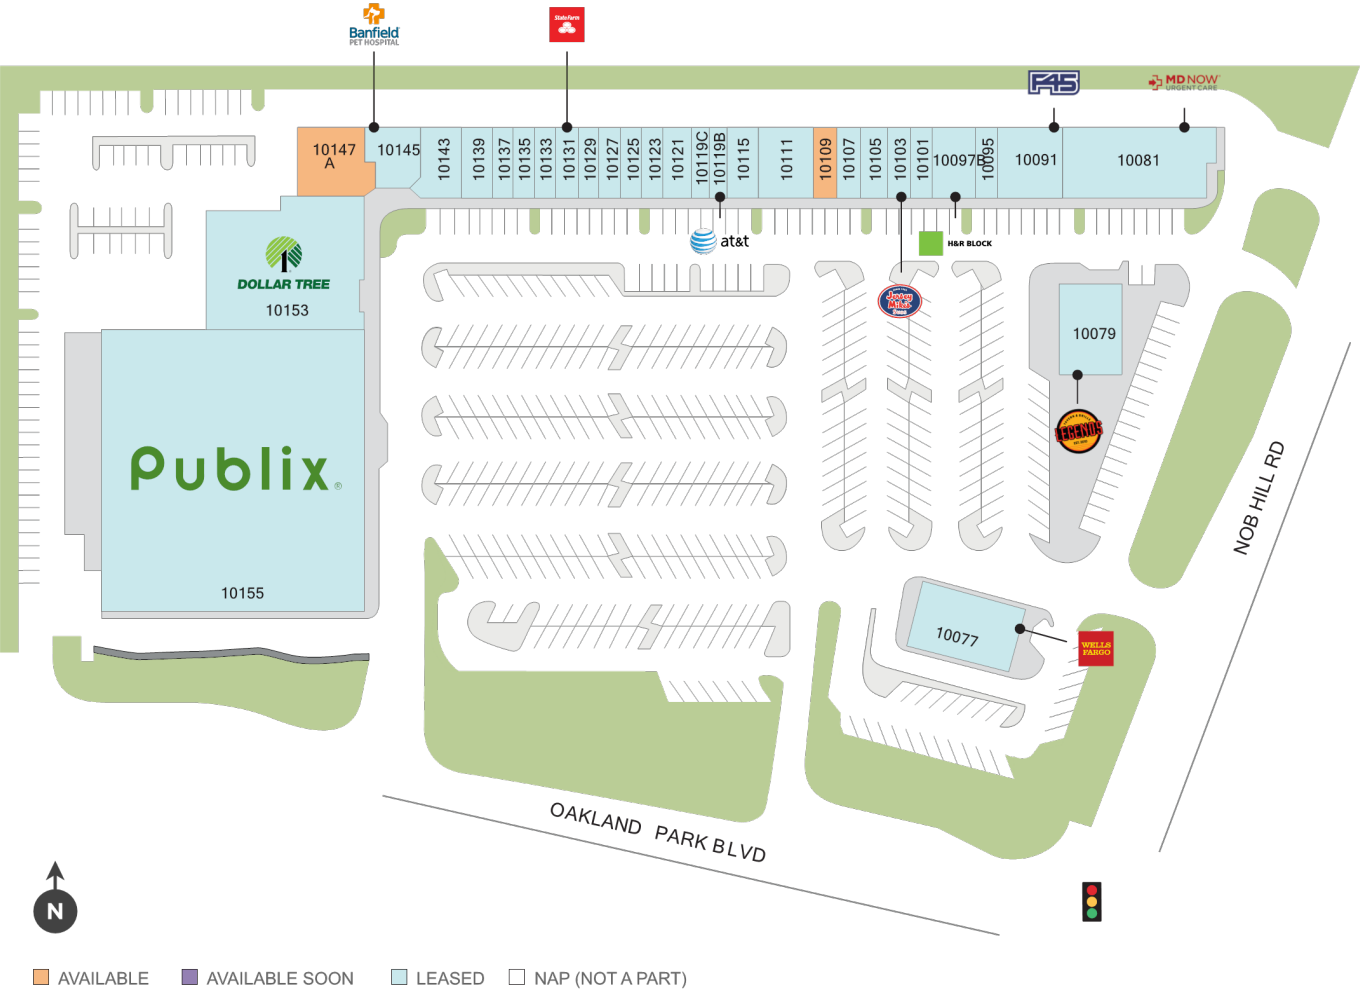 Banfield
PET HOSPITAL
State Farm
F45
MD NOW
URGENT CARE
10147
A
10145
10143
10139
10137
10135
10133
10131
10129
10127
10125
10123
10121
10119C
10119B
10115
10111
10109
10107
10105
10103
10101
10097B
10095
10091
10081
at&t
H&R BLOCK
DOLLAR TREE
10153
Jersey
Mike's
Subs
10079
LEGENDS
Publix®
10155
NOB HILL RD
10077
WELLS
FARGO
OAKLAND PARK BLVD
N
AVAILABLE
AVAILABLE SOON
LEASED
NAP (NOT A PART)